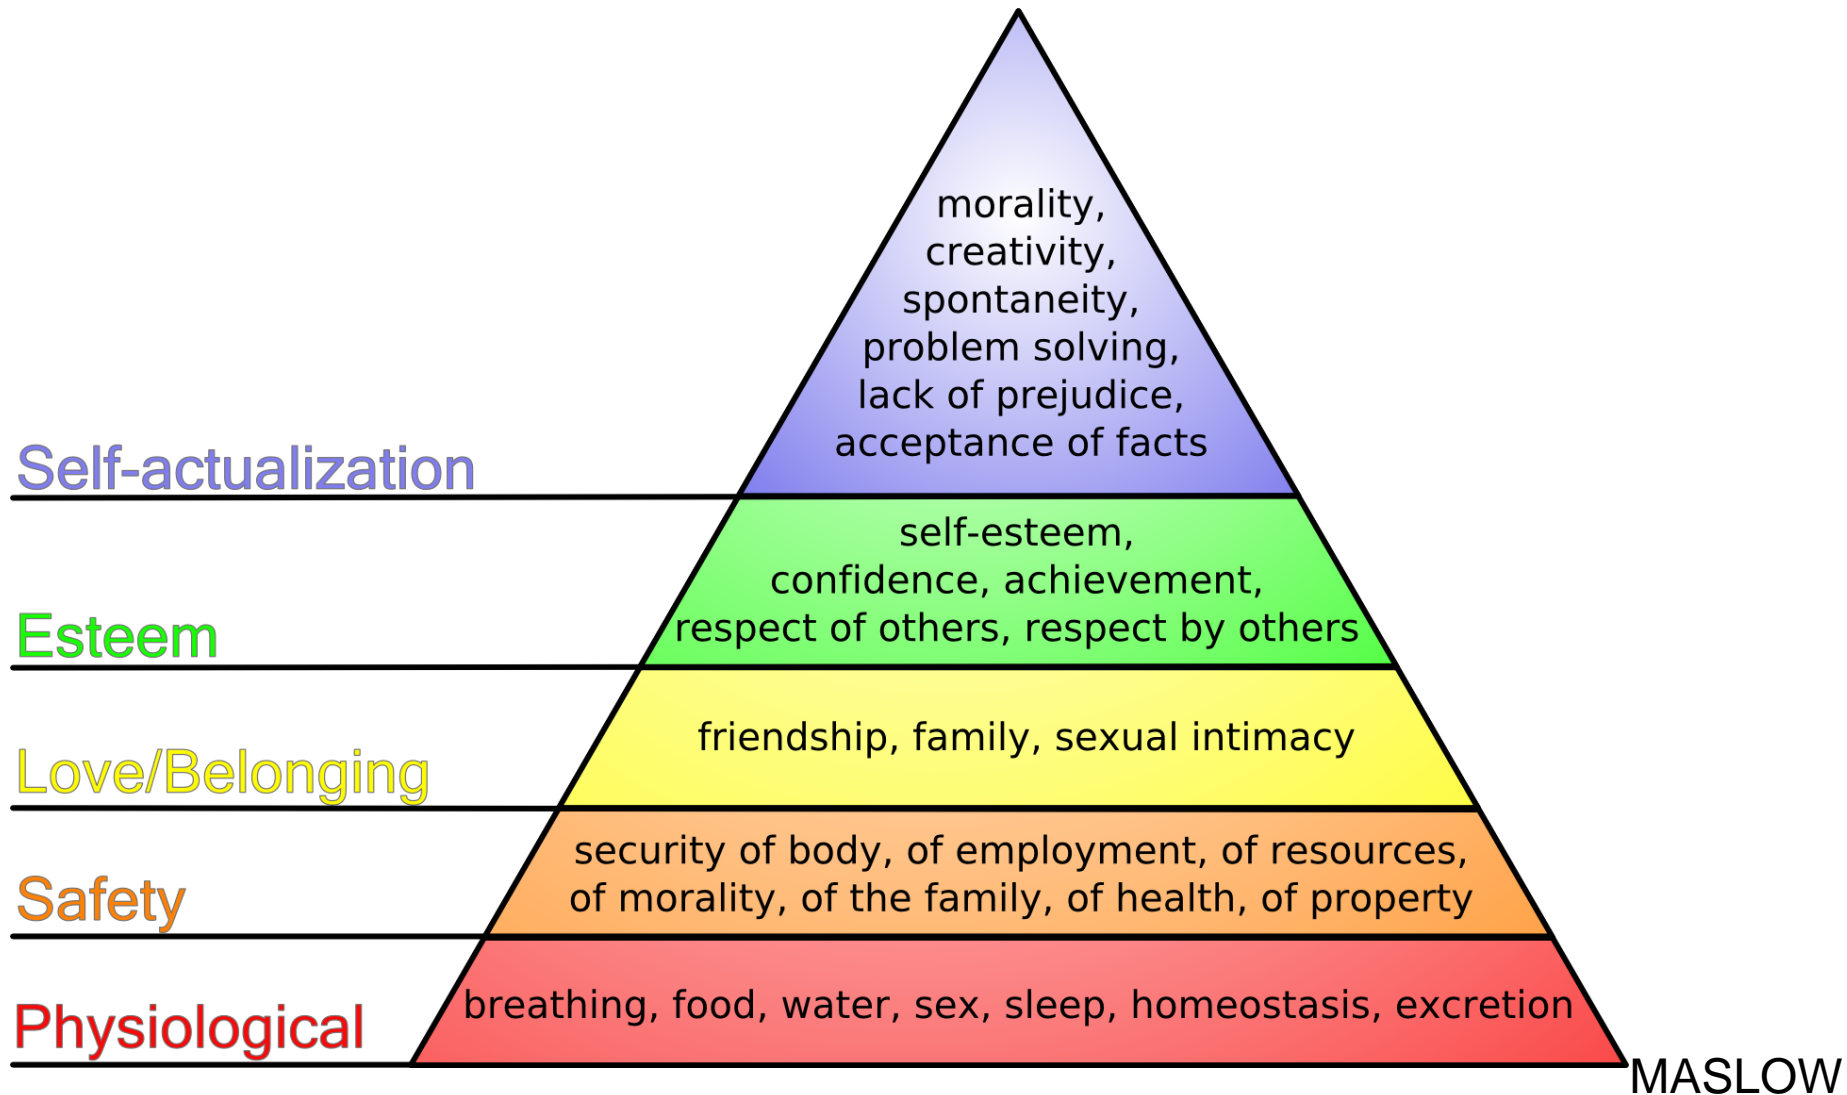 morality,
creativity,
spontaneity,
problem solving,
lack of prejudice,
acceptance of facts
Self-actualization
self-esteem,
confidence, achievement,
respect of others, respect by others
Esteem
friendship, family, sexual intimacy
Love/Belonging
security of body, of employment, of resources,
of morality, of the family, of health, of property
Safety
breathing, food, water, sex, sleep, homeostasis, excretion
Physiological
MASLOW